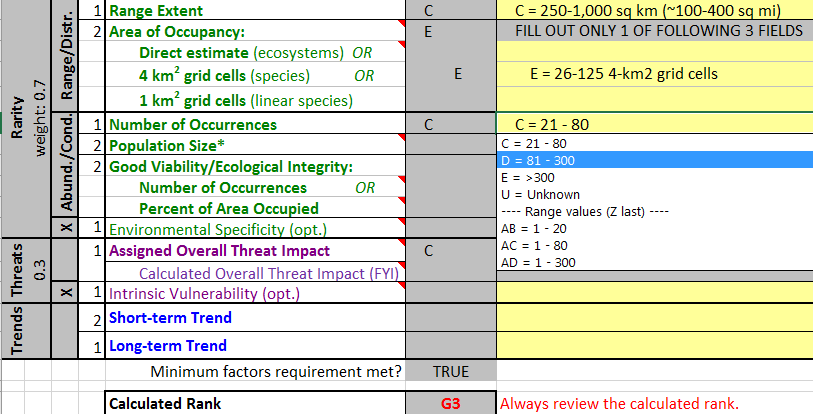 Rarity
weight: 0.7
Range/Distr.
1 Range Extent C C = 250-1,000 sq km (~100-400 sq mi)
2 Area of Occupancy: E FILL OUT ONLY 1 OF FOLLOWING 3 FIELDS
Direct estimate (ecosystems) OR
4 km² grid cells (species) OR E E = 26-125 4-km2 grid cells
1 km² grid cells (linear species)
Abund./Cond.
1 Number of Occurrences C C = 21 - 80
2 Population Size*
2 Good Viability/Ecological Integrity:
Number of Occurrences OR
Percent of Area Occupied
X 1 Environmental Specificity (opt.)
C = 21 - 80
D = 81 - 300
E = >300
U = Unknown
---- Range values (Z last) ----
AB = 1 - 20
AC = 1 - 80
AD = 1 - 300
Threats
0.3
1 Assigned Overall Threat Impact C
Calculated Overall Threat Impact (FYI)
X 1 Intrinsic Vulnerability (opt.)
Trends
2 Short-term Trend
1 Long-term Trend
Minimum factors requirement met? TRUE
Calculated Rank G3 Always review the calculated rank.